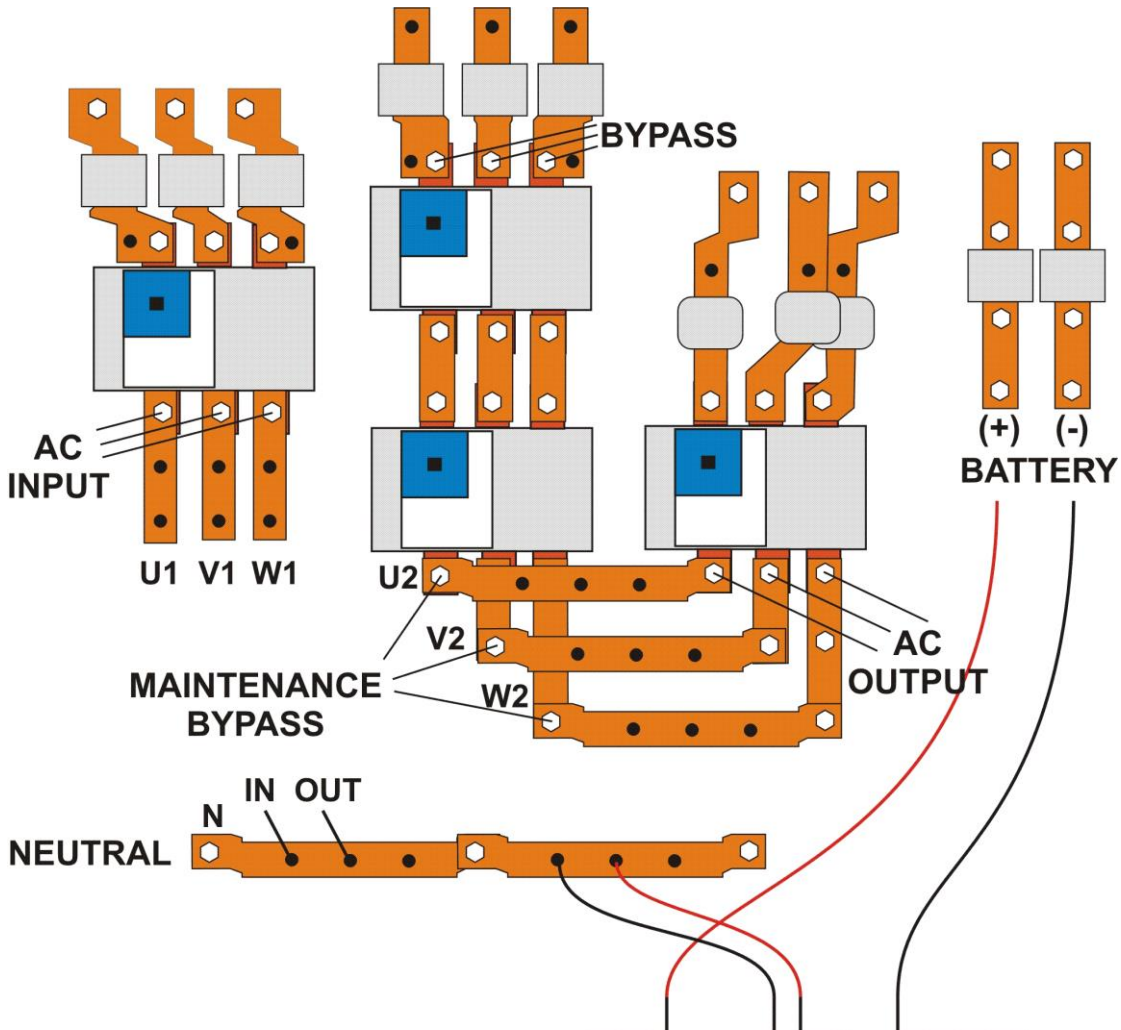 BYPASS
AC
INPUT
U1 V1 W1
(+) (-)
BATTERY
U2
V2
W2
MAINTENANCE
BYPASS
AC
OUTPUT
IN OUT
N
NEUTRAL